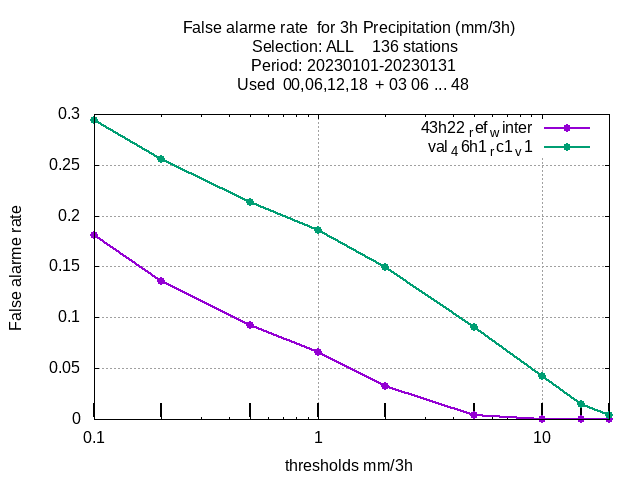 False alarme rate  for 3h Precipitation (mm/3h)
Selection: ALL    136 stations
Period: 20230101-20230131
Used  00,06,12,18  + 03 06 ... 48
43h22 ref winter
val 4 6h1 r c1 v 1
0.3
0.25
0.2
0.15
0.1
0.05
0
False alarme rate
0.1
1
10
thresholds mm/3h